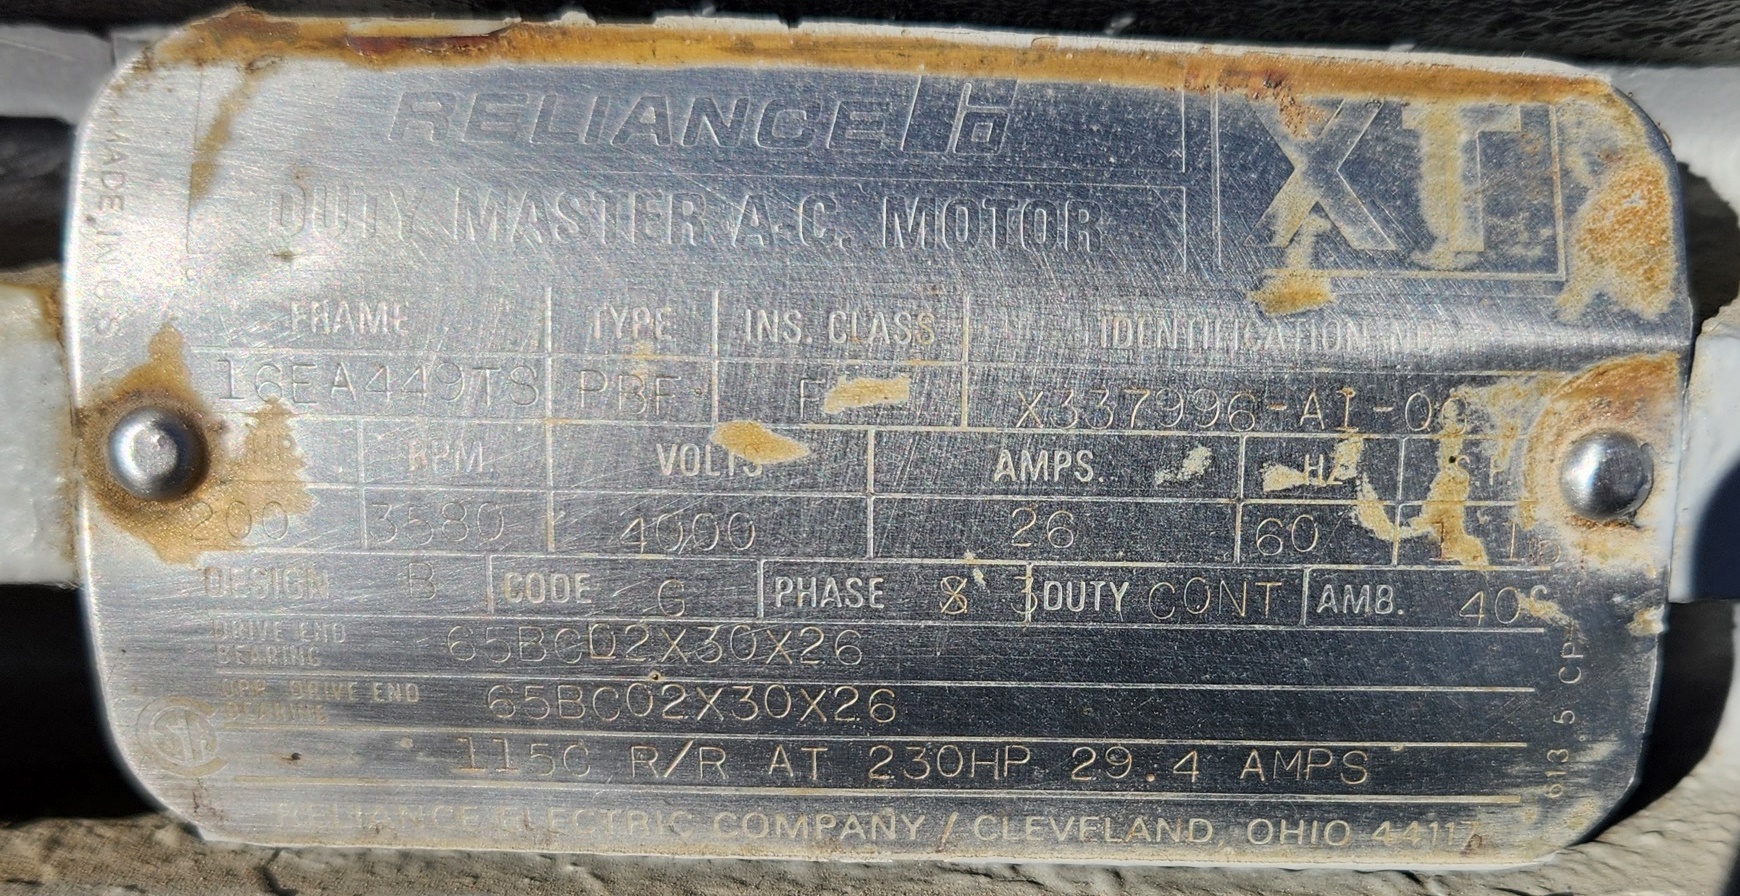 RELIANCE
XT
DUTY MASTER A-C. MOTOR
MADE IN U.S.A.
FRAME TYPE INS. CLASS IDENTIFICATION NO.
16EA449TS PBF F X337996-A1-
RPM. VOLTS AMPS. HZ
200 3580 4000 26 60
DESIGN B CODE G PHASE 3 DUTY CONT AMB. 40C
DRIVE END BEARING 65BC02X30X26
OPP. DRIVE END BEARING 65BC02X30X26
115C R/R AT 230HP 29.4 AMPS
RELIANCE ELECTRIC COMPANY / CLEVELAND, OHIO 44117